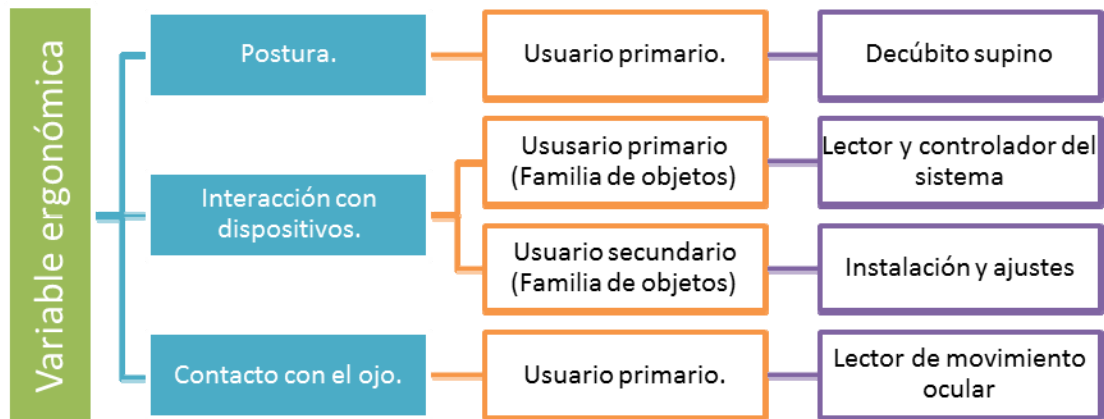 Variable ergonómica
Postura.
Usuario primario.
Decúbito supino
Interacción con
dispositivos.
Ususario primario
(Familia de objetos)
Lector y controlador del
sistema
Usuario secundario
(Familia de objetos)
Instalación y ajustes
Contacto con el ojo.
Usuario primario.
Lector de movimiento
ocular